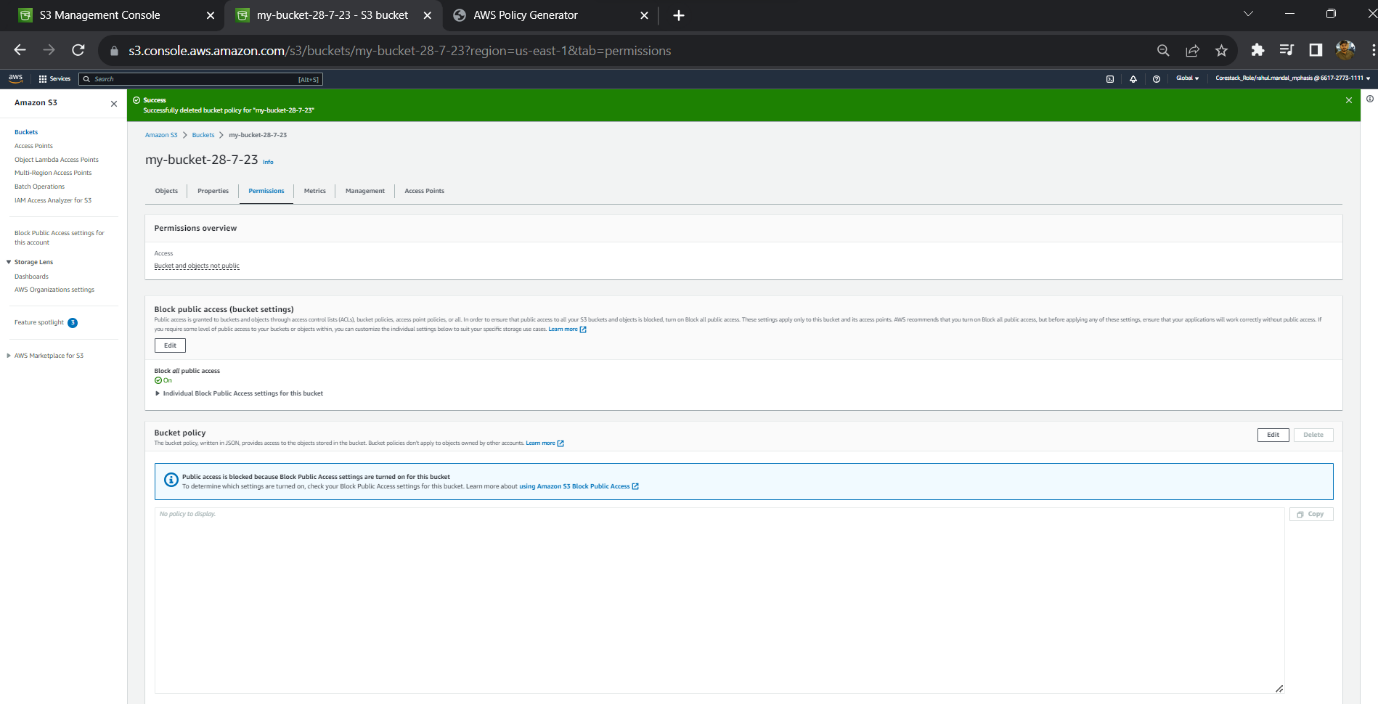 S3 Management Console
my-bucket-28-7-23 - S3 bucket
AWS Policy Generator
s3.console.aws.amazon.com/s3/buckets/my-bucket-28-7-23?region=us-east-1&tab=permissions
aws
Services
Search
[Alt+S]
Global
Corestack_Role/rahul.mandal_mphasis @ 6617-2773-1111
Amazon S3
Buckets
Access Points
Object Lambda Access Points
Multi-Region Access Points
Batch Operations
IAM Access Analyzer for S3
Block Public Access settings for
this account
Storage Lens
Dashboards
AWS Organizations settings
Feature spotlight 3
AWS Marketplace for S3
Success
Successfully deleted bucket policy for "my-bucket-28-7-23"
Amazon S3 > Buckets > my-bucket-28-7-23
my-bucket-28-7-23 Info
Objects
Properties
Permissions
Metrics
Management
Access Points
Permissions overview
Access
Bucket and objects not public
Block public access (bucket settings)
Public access is granted to buckets and objects through access control lists (ACLs), bucket policies, access point policies, or all. In order to ensure that public access to all your S3 buckets and objects is blocked, turn on Block all public access. These settings apply only to this bucket and its access points. AWS recommends that you turn on Block all public access, but before applying any of these settings, ensure that your applications will work correctly without public access. If
you require some level of public access to your buckets or objects within, you can customize the individual settings below to suit your specific storage use cases. Learn more
Edit
Block all public access
On
Individual Block Public Access settings for this bucket
Bucket policy
The bucket policy, written in JSON, provides access to the objects stored in the bucket. Bucket policies don't apply to objects owned by other accounts. Learn more
Edit
Delete
Public access is blocked because Block Public Access settings are turned on for this bucket
To determine which settings are turned on, check your Block Public Access settings for this bucket. Learn more about using Amazon S3 Block Public Access
No policy to display.
Copy